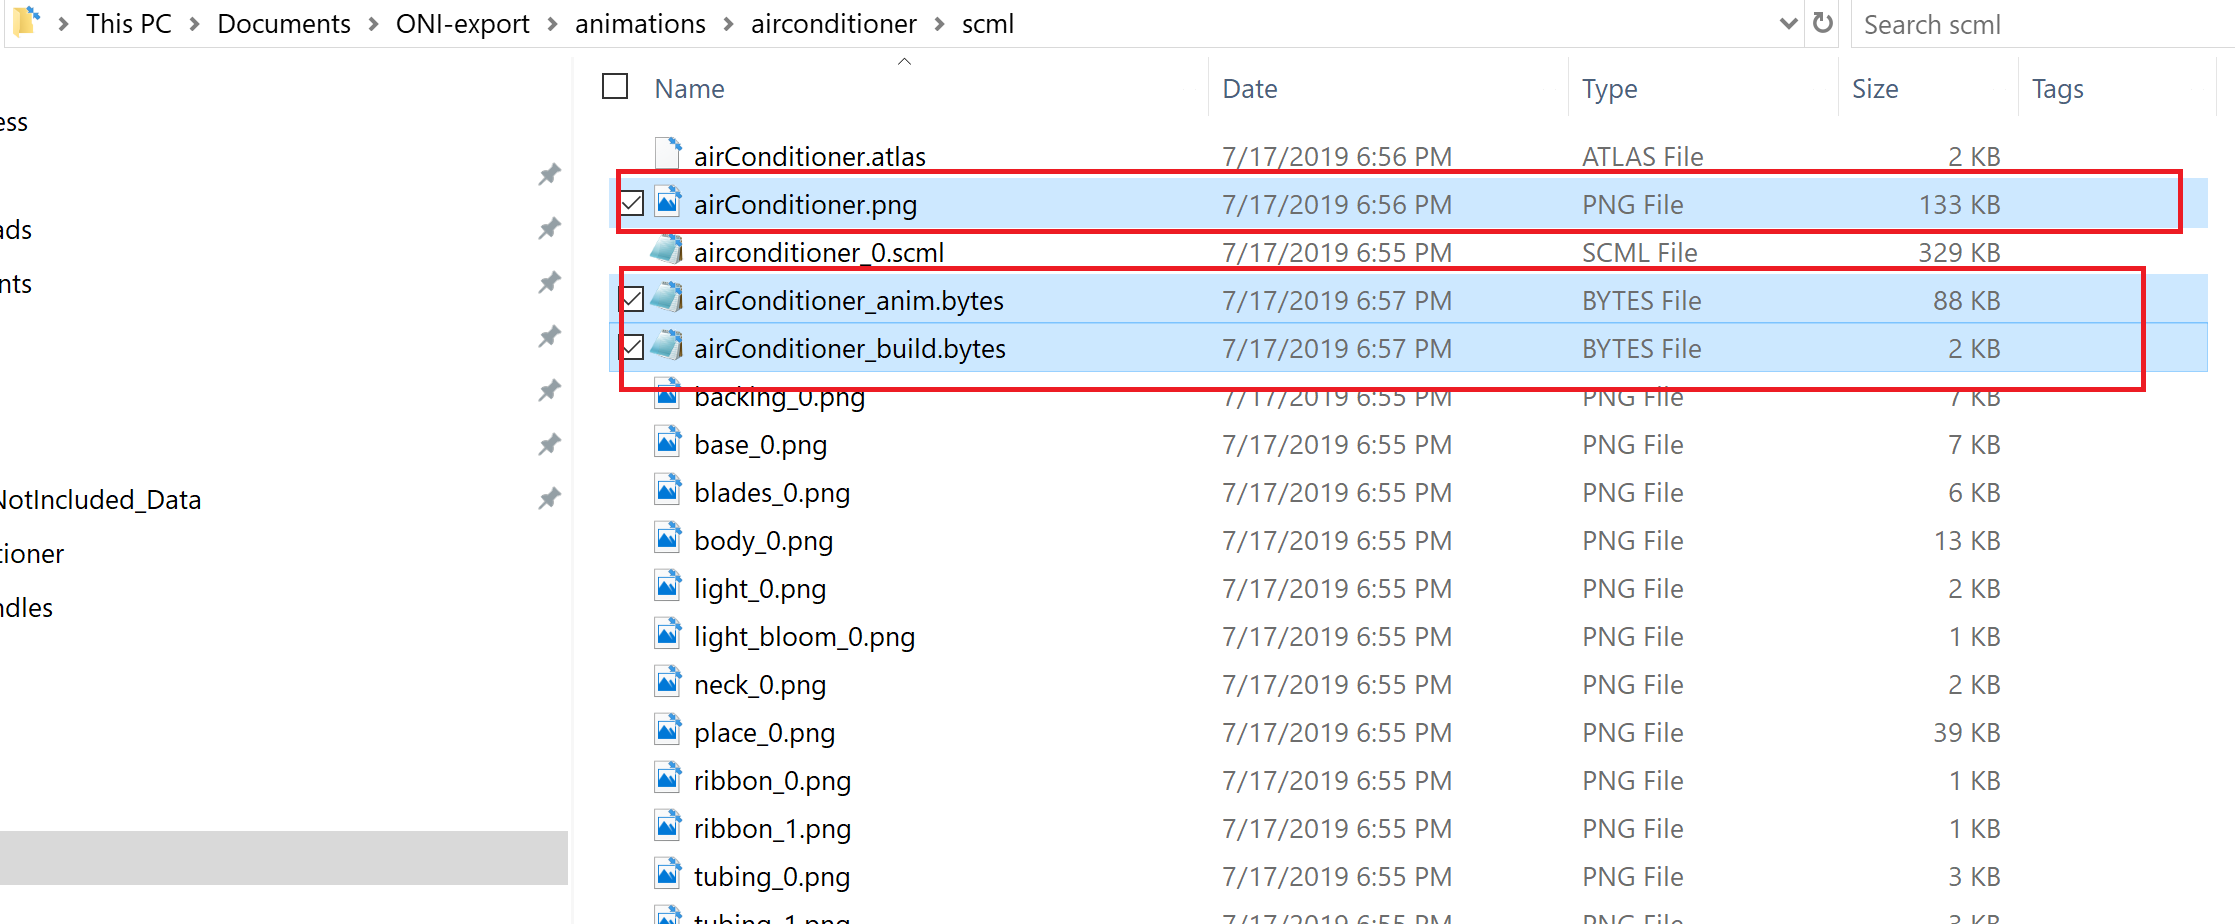 This PC > Documents > ONI-export > animations > airconditioner > scml
Search scml
Name Date Type Size Tags
ess
ads
nts
NotIncluded_Data
tioner
ndles
airConditioner.atlas 7/17/2019 6:56 PM ATLAS File 2 KB
airConditioner.png 7/17/2019 6:56 PM PNG File 133 KB
airconditioner_0.scml 7/17/2019 6:55 PM SCML File 329 KB
airConditioner_anim.bytes 7/17/2019 6:57 PM BYTES File 88 KB
airConditioner_build.bytes 7/17/2019 6:57 PM BYTES File 2 KB
backing_0.png 7/17/2019 6:55 PM PNG File 7 KB
base_0.png 7/17/2019 6:55 PM PNG File 7 KB
blades_0.png 7/17/2019 6:55 PM PNG File 6 KB
body_0.png 7/17/2019 6:55 PM PNG File 13 KB
light_0.png 7/17/2019 6:55 PM PNG File 2 KB
light_bloom_0.png 7/17/2019 6:55 PM PNG File 1 KB
neck_0.png 7/17/2019 6:55 PM PNG File 2 KB
place_0.png 7/17/2019 6:55 PM PNG File 39 KB
ribbon_0.png 7/17/2019 6:55 PM PNG File 1 KB
ribbon_1.png 7/17/2019 6:55 PM PNG File 1 KB
tubing_0.png 7/17/2019 6:55 PM PNG File 3 KB
tubing_1.png 7/17/2019 6:55 PM PNG File 3 KB